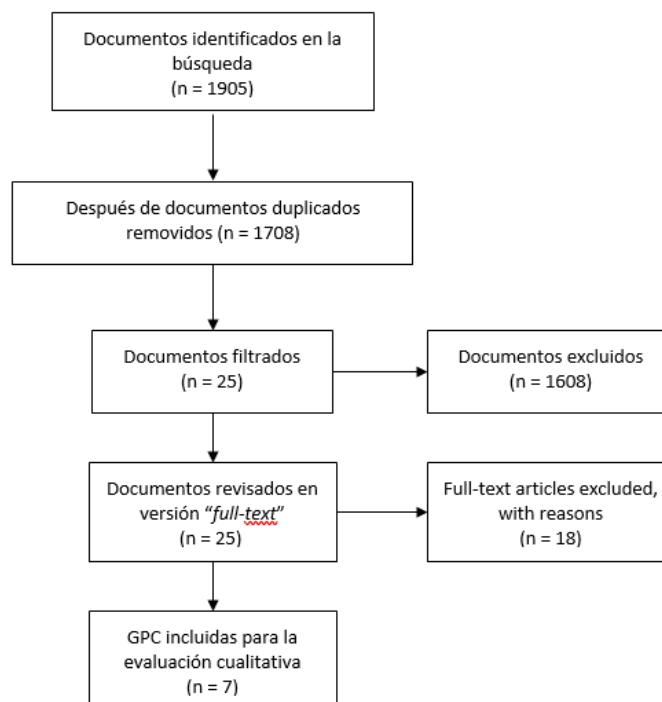 Documentos identificados en la
búsqueda
(n = 1905)
Después de documentos duplicados
removidos (n = 1708)
Documentos filtrados
(n = 25)
Documentos excluidos
(n = 1608)
Documentos revisados en
versión “full-text”
(n = 25)
Full-text articles excluded,
with reasons
(n = 18)
GPC incluidas para la
evaluación cualitativa
(n = 7)